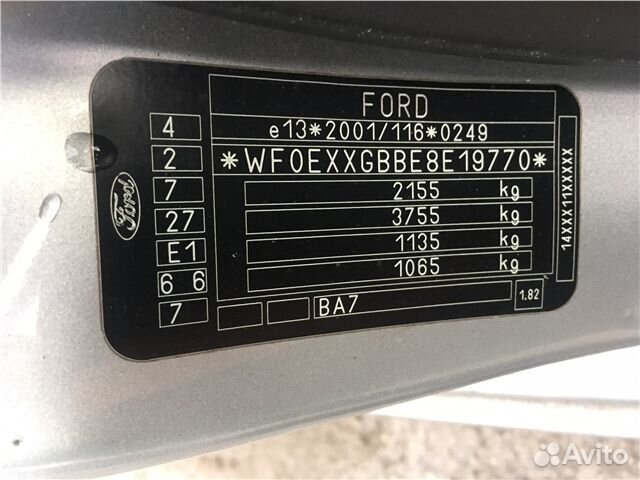 FORD
e13*2001/116*0249
*WF0EXXGBBE8E19770*
2155 kg
3755 kg
1135 kg
1065 kg
BA7
1.82
4
2
7
27
E1
6 6
7
Ford
14XXX11XXXXX
Avito